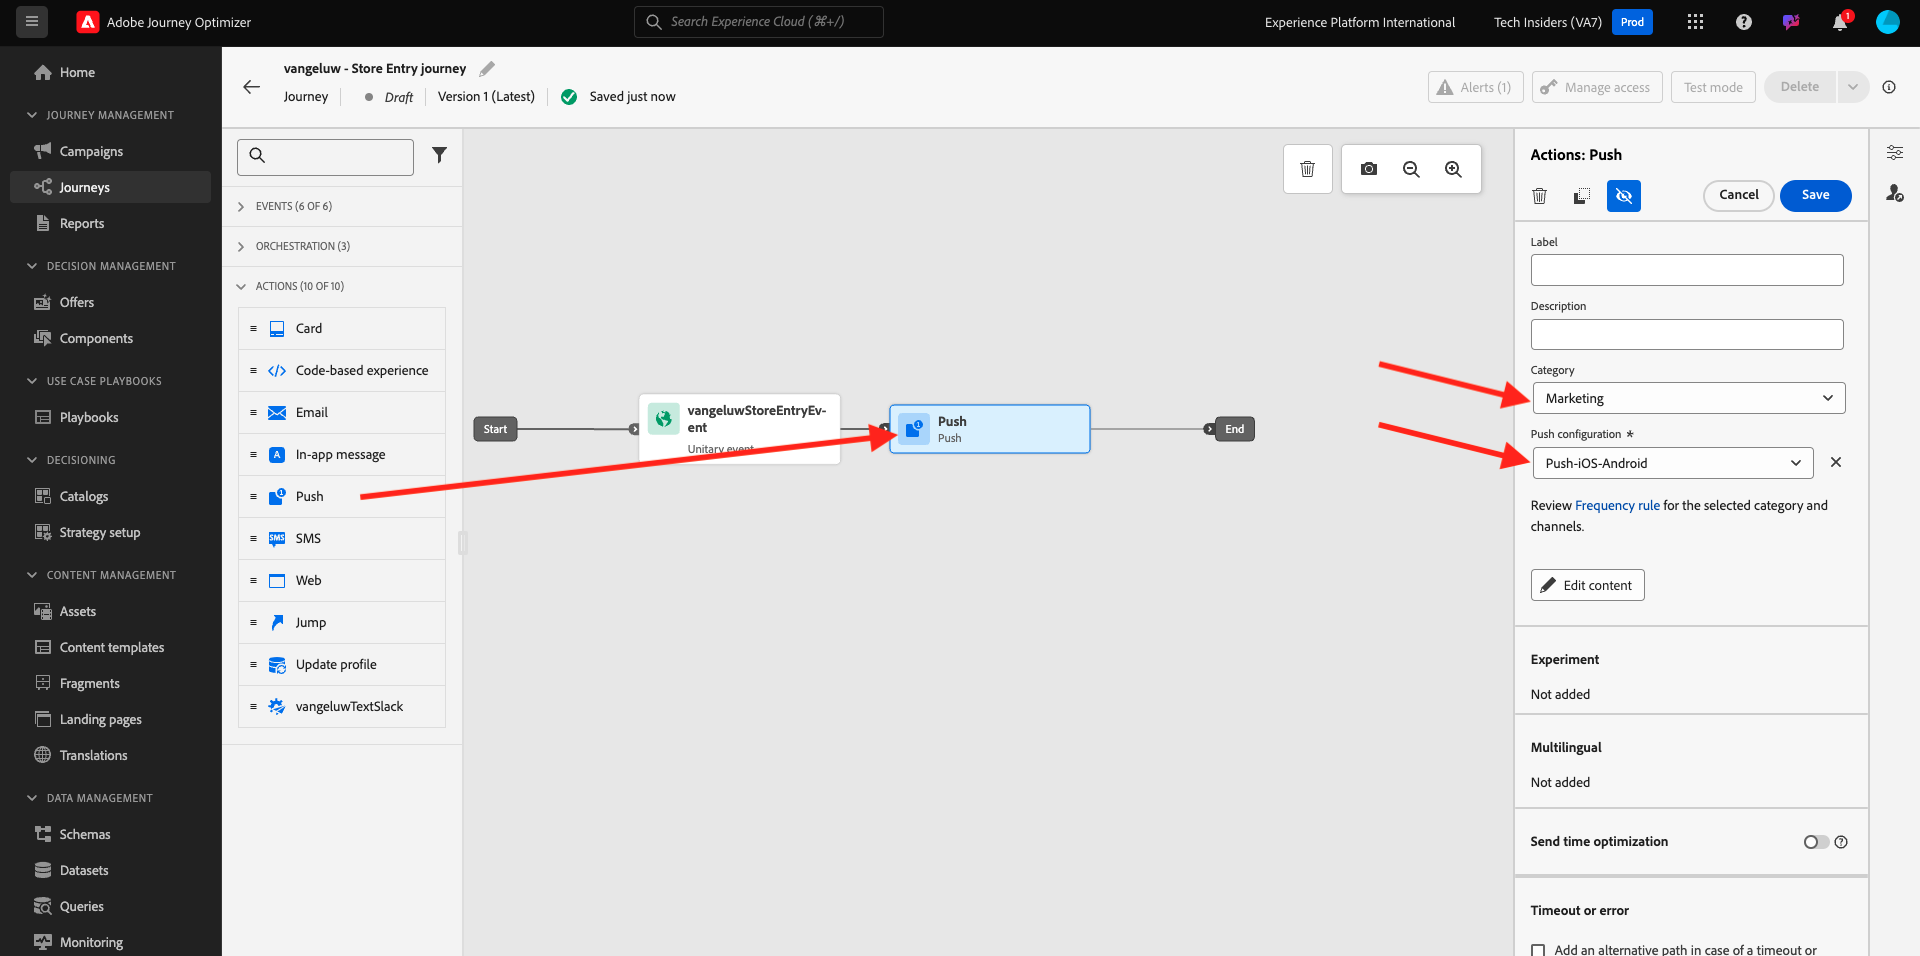 Adobe Journey Optimizer
Search Experience Cloud (⌘+/)
Experience Platform International
Tech Insiders (VA7)
Prod
1
Home
JOURNEY MANAGEMENT
Campaigns
Journeys
Reports
DECISION MANAGEMENT
Offers
Components
USE CASE PLAYBOOKS
Playbooks
DECISIONING
Catalogs
Strategy setup
CONTENT MANAGEMENT
Assets
Content templates
Fragments
Landing pages
Translations
DATA MANAGEMENT
Schemas
Datasets
Queries
Monitoring
vangeluw - Store Entry journey
Journey
Draft
Version 1 (Latest)
Saved just now
Alerts (1)
Manage access
Test mode
Delete
EVENTS (6 OF 6)
ORCHESTRATION (3)
ACTIONS (10 OF 10)
Card
Code-based experience
Email
In-app message
Push
SMS
Web
Jump
Update profile
vangeluwTextSlack
Start
vangeluwStoreEntryEv-
ent
Unitary event
Push
Push
End
Actions: Push
Cancel
Save
Label
Description
Category
Marketing
Push configuration *
Push-iOS-Android
Review Frequency rule for the selected category and
channels.
Edit content
Experiment
Not added
Multilingual
Not added
Send time optimization
Timeout or error
Add an alternative path in case of a timeout or